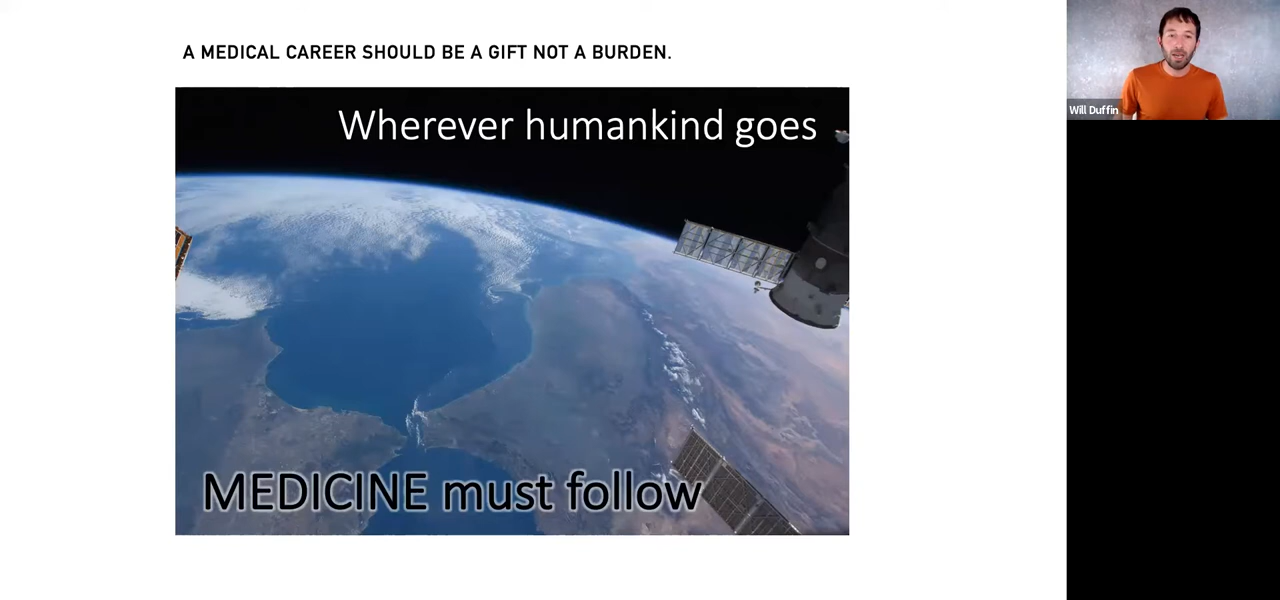 A MEDICAL CAREER SHOULD BE A GIFT NOT A BURDEN.
Wherever humankind goes
MEDICINE must follow
Will Duffin